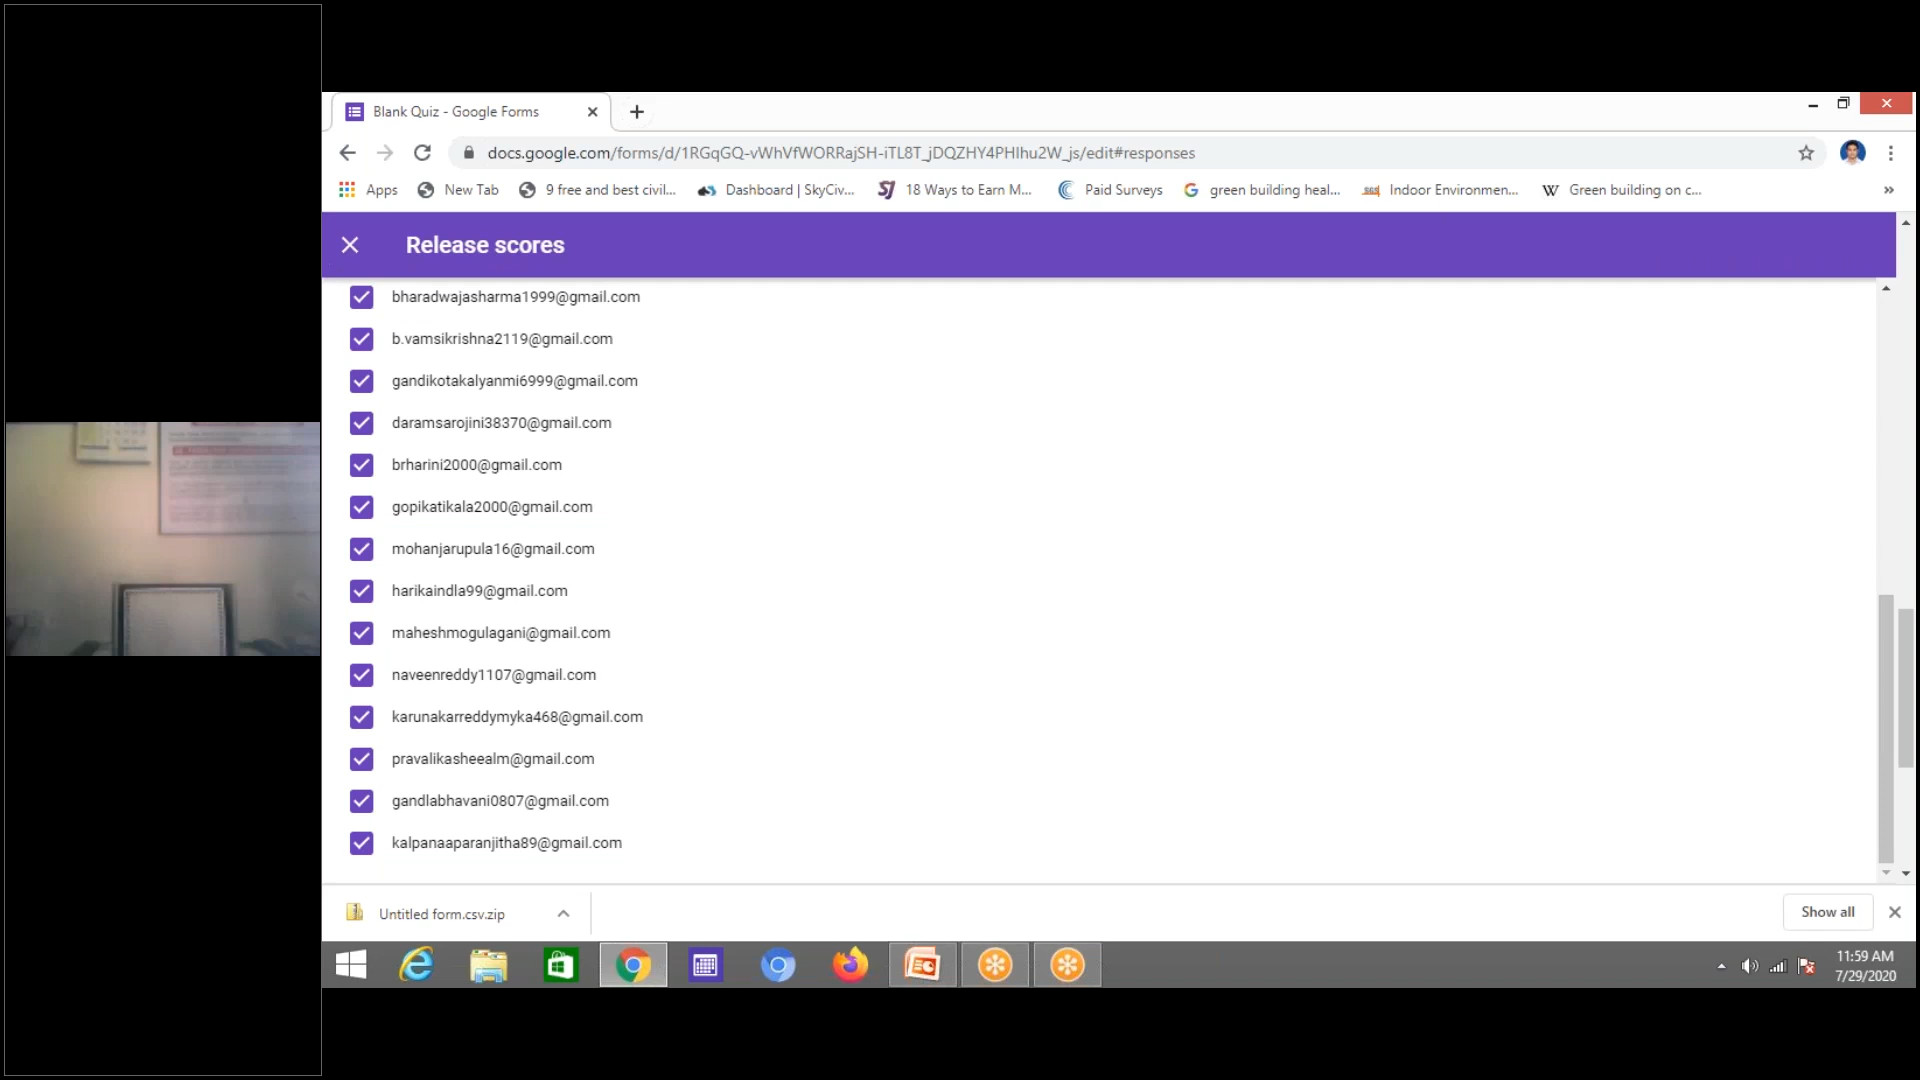 Blank Quiz - Google Forms
docs.google.com/forms/d/1RGqGQ-vWhVfWORRajSH-iTL8T_jDQZHY4PHIhu2W_js/edit#responses
Apps New Tab 9 free and best civil... Dashboard | SkyCiv... 18 Ways to Earn M... Paid Surveys green building heal... Indoor Environmen... Green building on c... »
Release scores
bharadwajasharma1999@gmail.com
b.vamsikrishna2119@gmail.com
gandikotakalyanmi6999@gmail.com
daramsarojini38370@gmail.com
brharini2000@gmail.com
gopikatikala2000@gmail.com
mohanjarupula16@gmail.com
harikaindla99@gmail.com
maheshmogulagani@gmail.com
naveenreddy1107@gmail.com
karunakarreddymyka468@gmail.com
pravalikasheealm@gmail.com
gandlabhavani0807@gmail.com
kalpanaaparanjitha89@gmail.com
Untitled form.csv.zip
Show all
11:59 AM
7/29/2020